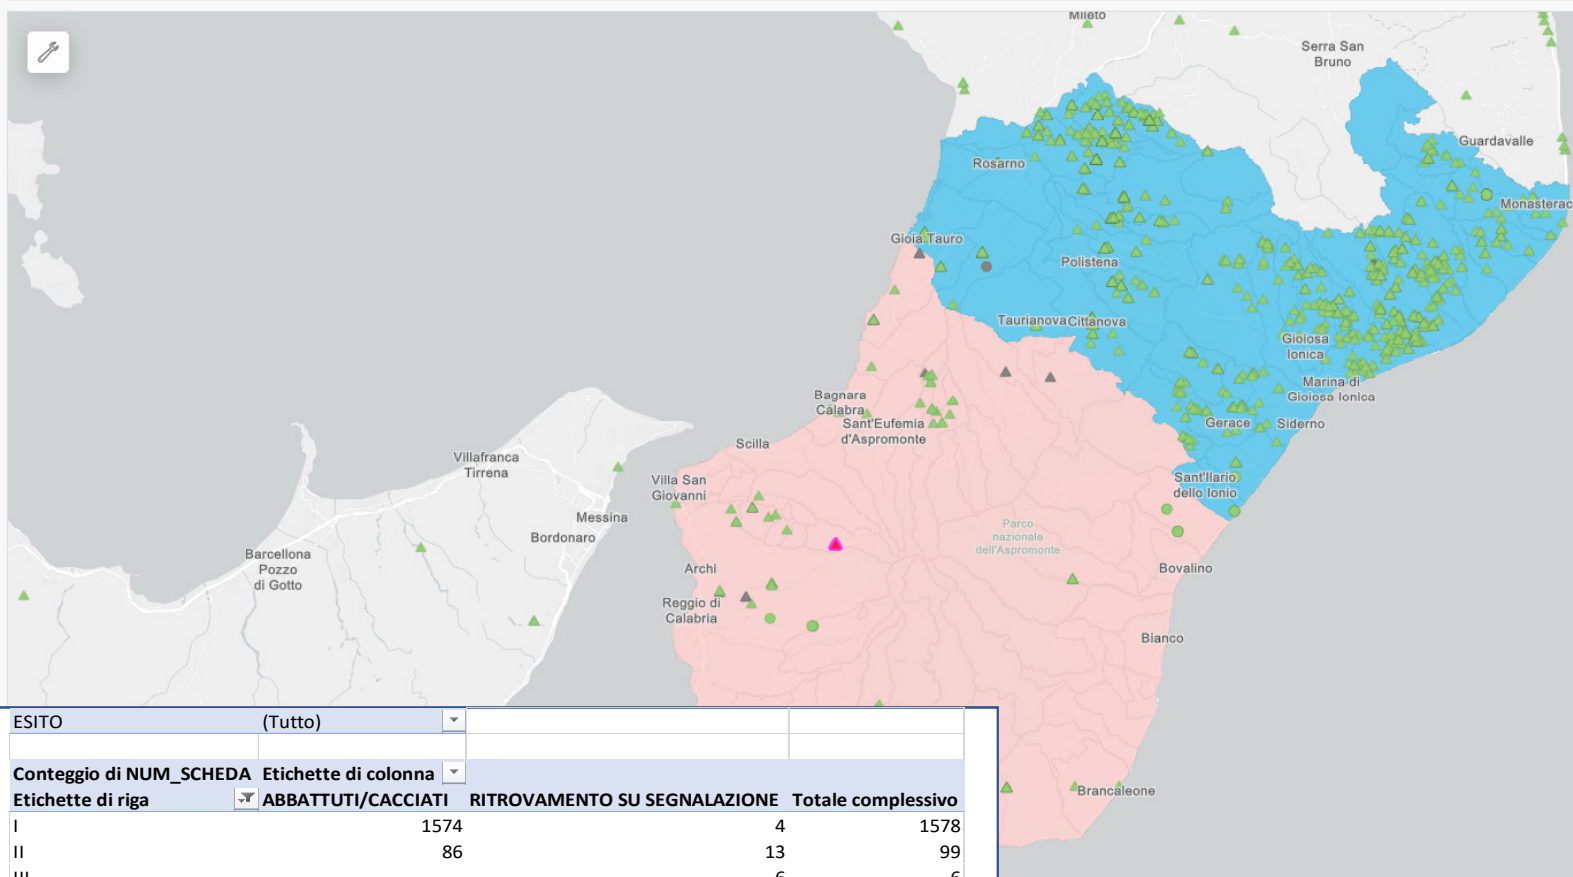 Mileto
Serra San
Bruno
Guardavalle
Rosarno
Monasterac
Gioia Tauro
Polistena
Taurianova
Cittanova
Gioiosa
Ionica
Marina di
Gioiosa Ionica
Bagnara
Calabra
Sant'Eufemia
d'Aspromonte
Gerace
Siderno
Scilla
Villafranca
Tirrena
Villa San
Giovanni
Sant'Ilario
dello Ionio
Messina
Bordonaro
Parco
nazionale
dell'Aspromonte
Barcellona
Pozzo
di Gotto
Archi
Bovalino
Reggio di
Calabria
Bianco
Brancaleone
ESITO (Tutto)
Conteggio di NUM_SCHEDA Etichette di colonna
Etichette di riga ABBATTUTI/CACCIATI RITROVAMENTO SU SEGNALAZIONE Totale complessivo
I 1574 4 1578
II 86 13 99
III 6 6